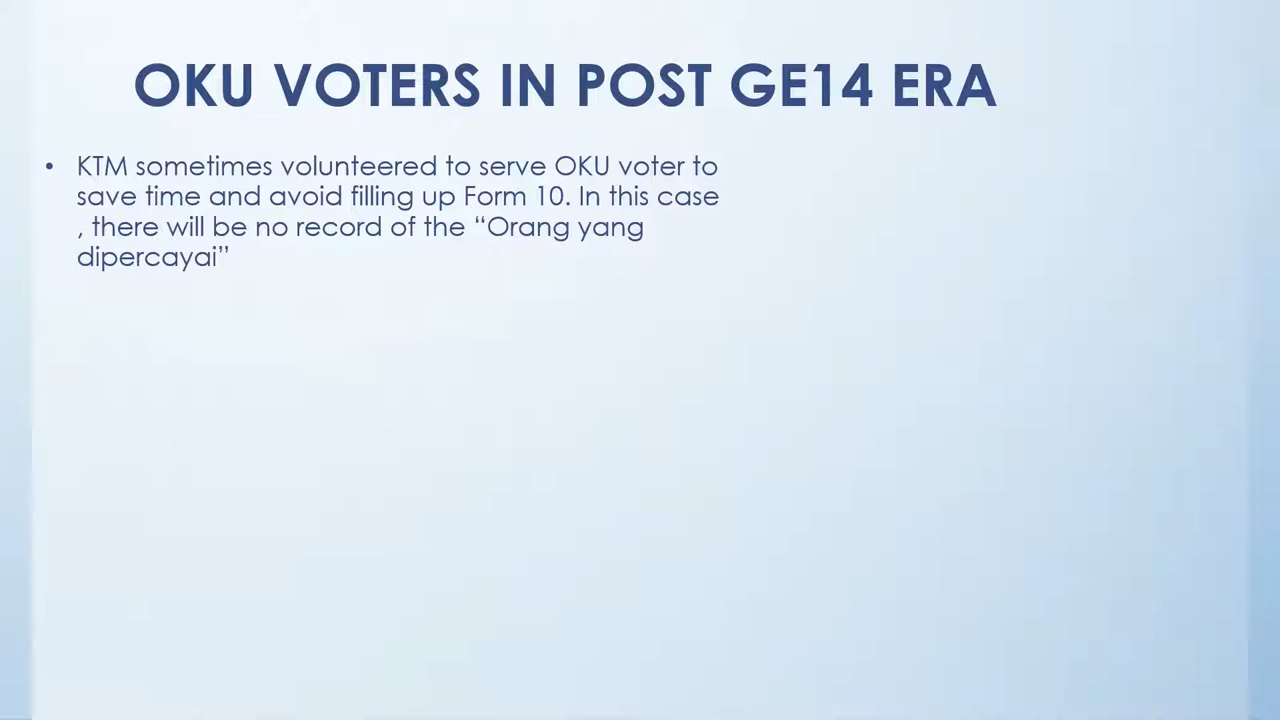 OKU VOTERS IN POST GE14 ERA
• KTM sometimes volunteered to serve OKU voter to
save time and avoid filling up Form 10. In this case
, there will be no record of the “Orang yang
dipercayai”